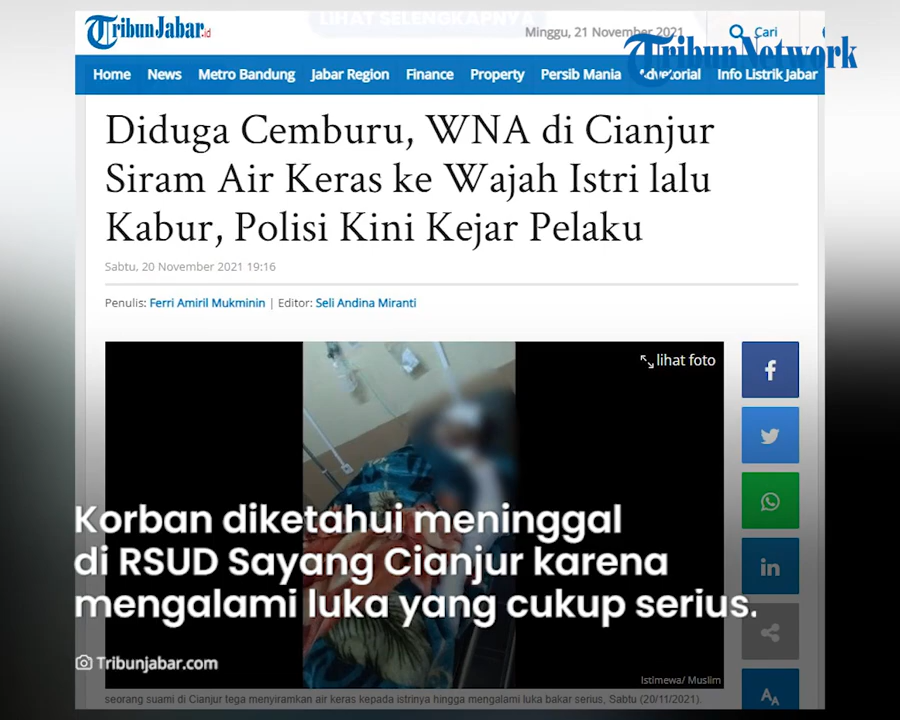 LIHAT SELENGKAPNYA
TribunJabar.id
Minggu, 21 November 2021
Cari
TribunNetwork
Home News Metro Bandung Jabar Region Finance Property Persib Mania Advetorial Info Listrik Jabar
Diduga Cemburu, WNA di Cianjur
Siram Air Keras ke Wajah Istri lalu
Kabur, Polisi Kini Kejar Pelaku
Sabtu, 20 November 2021 19:16
Penulis: Ferri Amiril Mukminin | Editor: Seli Andina Miranti
lihat foto
Korban diketahui meninggal
di RSUD Sayang Cianjur karena
mengalami luka yang cukup serius.
Tribunjabar.com
Istimewa/ Muslim
seorang suami di Cianjur tega menyiramkan air keras kepada istrinya hingga mengalami luka bakar serius, Sabtu (20/11/2021).
AA